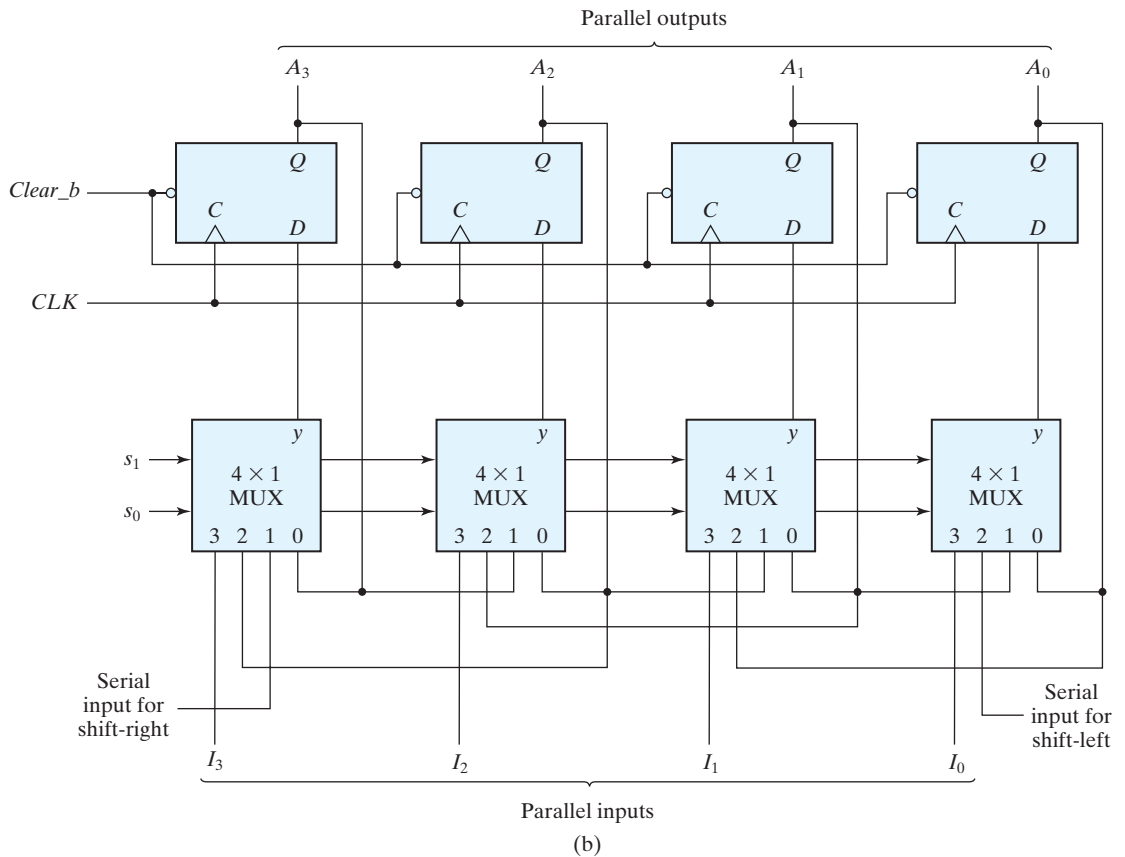 Parallel outputs
A3 A2 A1 A0
Q Q Q Q
Clear_b
C C C C
D D D D
CLK
y y y y
s1
4 × 1 4 × 1 4 × 1 4 × 1
MUX MUX MUX MUX
s0
3 2 1 0 3 2 1 0 3 2 1 0 3 2 1 0
Serial
input for
shift-right
Serial
input for
shift-left
I3 I2 I1 I0
Parallel inputs
(b)